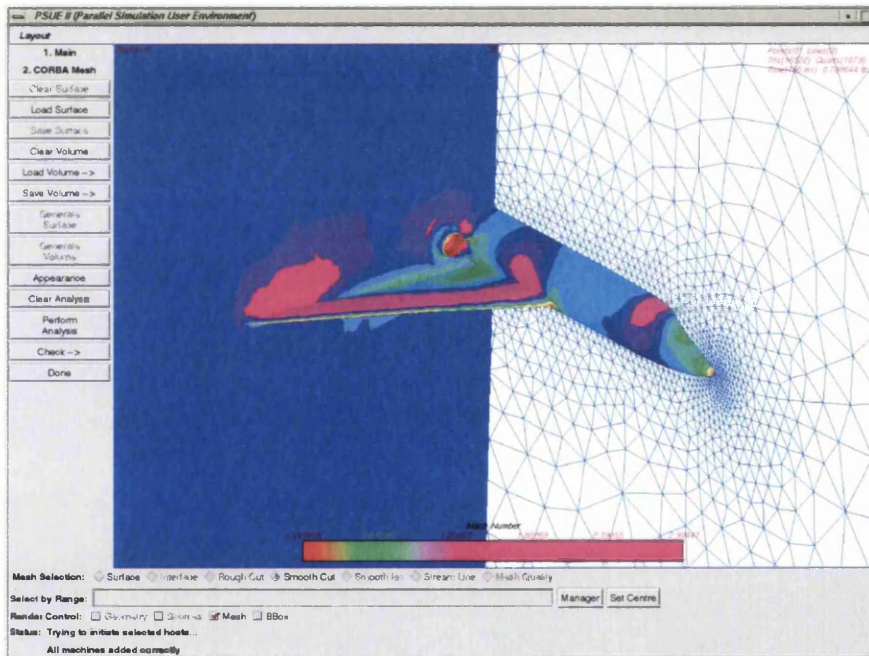 PSUE II (Parallel Simulation User Environment)
Layout
1. Main
2. CORBA Mesh
Clear Surface
Load Surface
Save Surface
Clear Volume
Load Volume -->
Save Volume -->
Generate Surface
Generate Volume
Appearance
Clear Analysis
Perform Analysis
Check -->
Done
Mach Number
Mesh Selection: Surface Interface Rough Cut Smooth Cut Smooth Iso Stream Line Mesh Quality
Select by Range: Manager Set Centre
Render Control: Geometry Sources Mesh BBox
Status: Trying to initiate selected hosts...
All machines added correctly